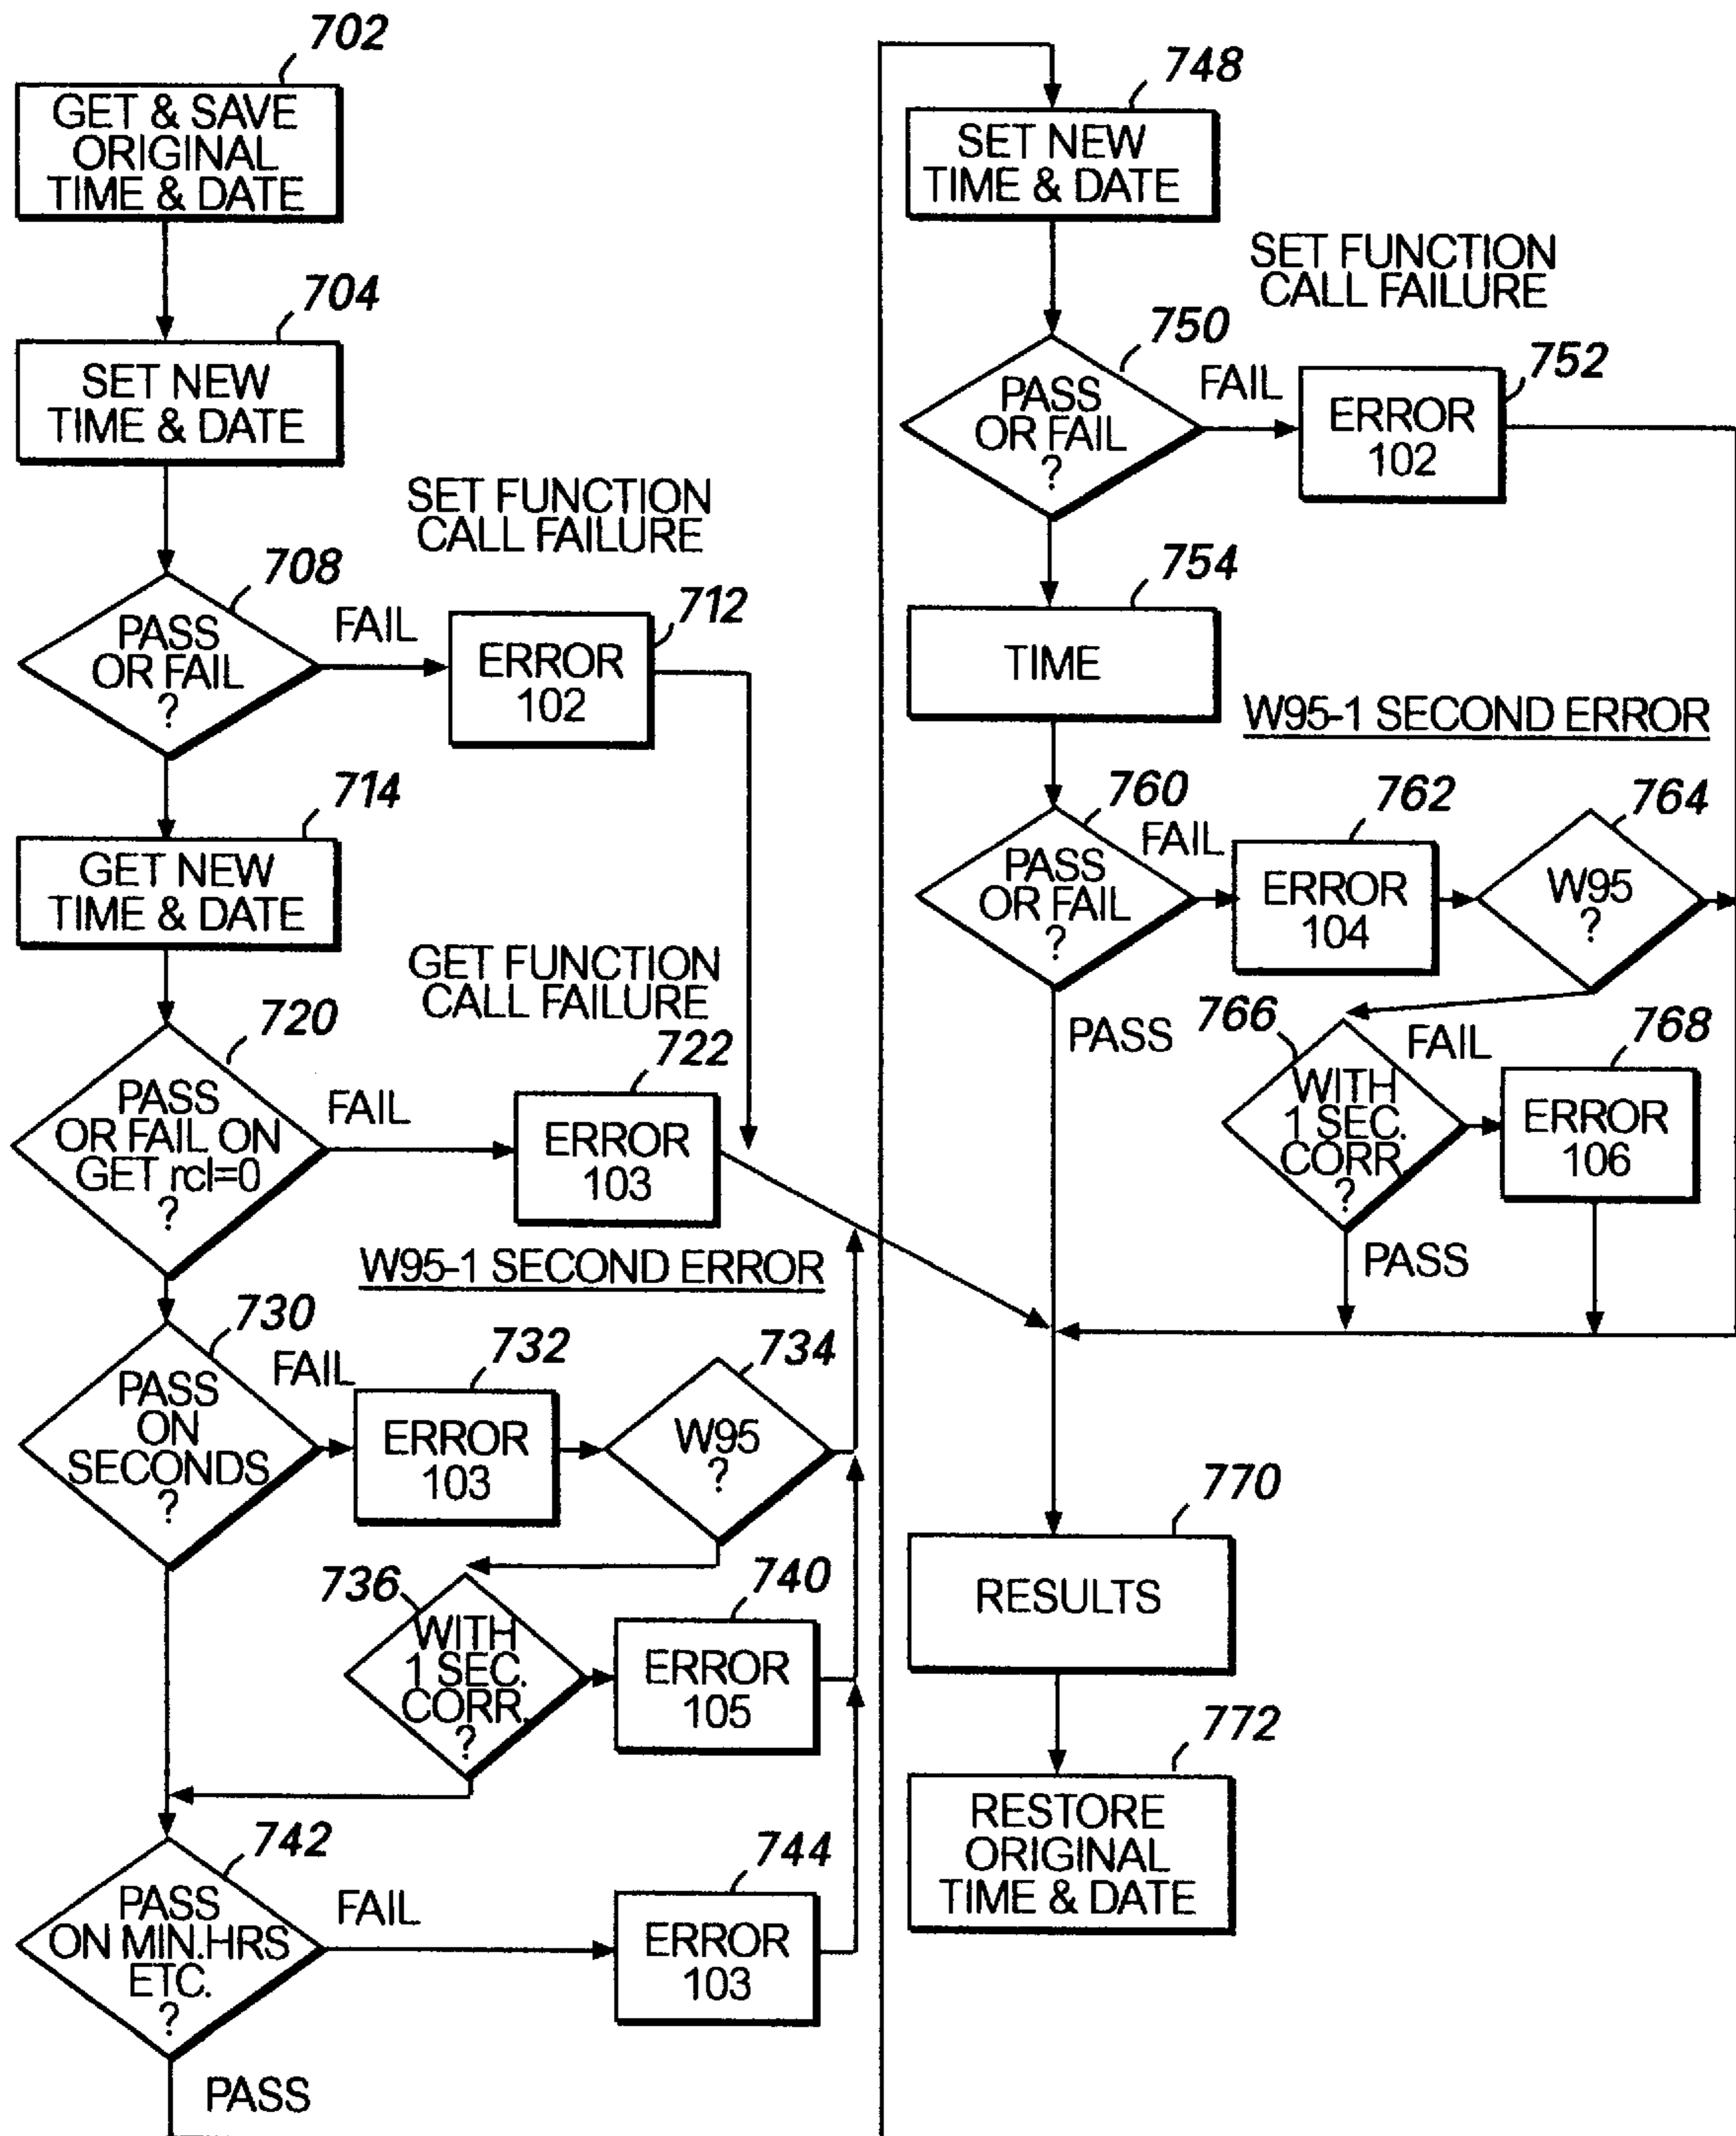 702
GET & SAVE
ORIGINAL
TIME & DATE
704
SET NEW
TIME & DATE
SET FUNCTION
CALL FAILURE
708
PASS
OR FAIL
?
FAIL
712
ERROR
102
714
GET NEW
TIME & DATE
GET FUNCTION
CALL FAILURE
720
PASS
OR FAIL ON
GET rcl=0
?
FAIL
722
ERROR
103
W95-1 SECOND ERROR
730
PASS
ON
SECONDS
?
FAIL
732
ERROR
103
734
W95
?
736
WITH
1 SEC.
CORR.
?
740
ERROR
105
742
PASS
ON MIN.HRS
ETC.
?
FAIL
744
ERROR
103
PASS
748
SET NEW
TIME & DATE
SET FUNCTION
CALL FAILURE
750
PASS
OR FAIL
?
FAIL
752
ERROR
102
754
TIME
W95-1 SECOND ERROR
760
PASS
OR FAIL
?
FAIL
762
ERROR
104
764
W95
?
PASS
766
WITH
1 SEC.
CORR.
?
FAIL
768
ERROR
106
PASS
770
RESULTS
772
RESTORE
ORIGINAL
TIME & DATE